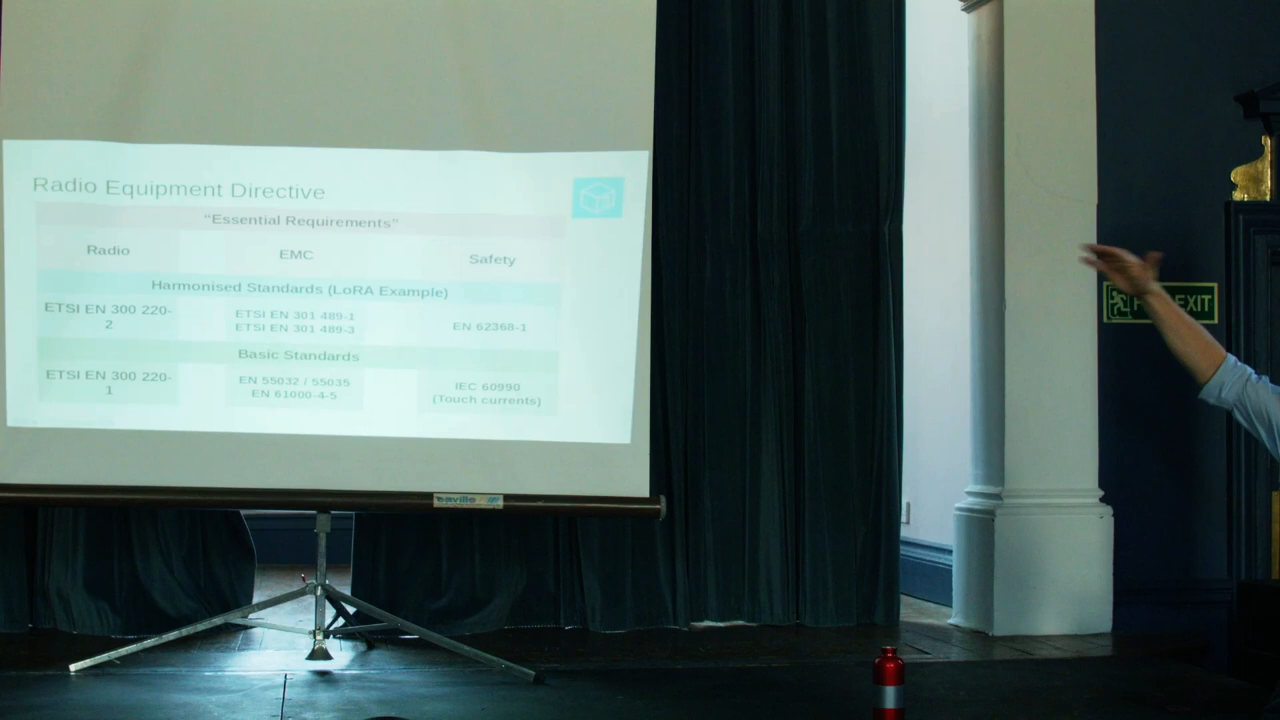 Radio Equipment Directive
“Essential Requirements”
Radio EMC Safety
Harmonised Standards (LoRA Example)
ETSI EN 300 220-
2
ETSI EN 301 489-1
ETSI EN 301 489-3
EN 62368-1
Basic Standards
ETSI EN 300 220-
1
EN 55032 / 55035
EN 61000-4-5
IEC 60990
(Touch currents)
saville
EXIT